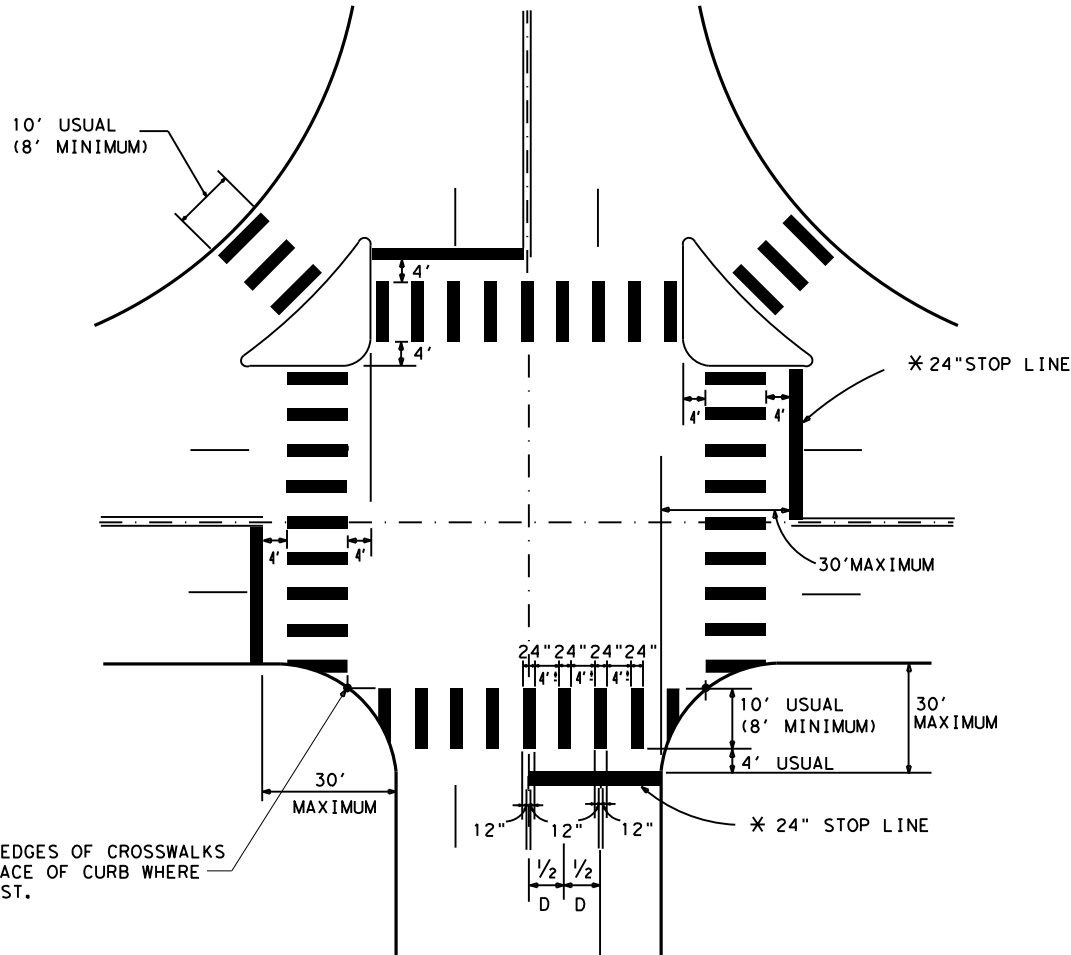 10' USUAL
(8' MINIMUM)
4'
4'
✳ 24"STOP LINE
4'
4'
4'
4'
30'MAXIMUM
24"24"24"24"
4' 4' 4'
10' USUAL
(8' MINIMUM)
30'
MAXIMUM
4' USUAL
30'
MAXIMUM
12" 12" 12"
✳ 24" STOP LINE
EDGES OF CROSSWALKS
ACE OF CURB WHERE
ST.
1/2 1/2
D D